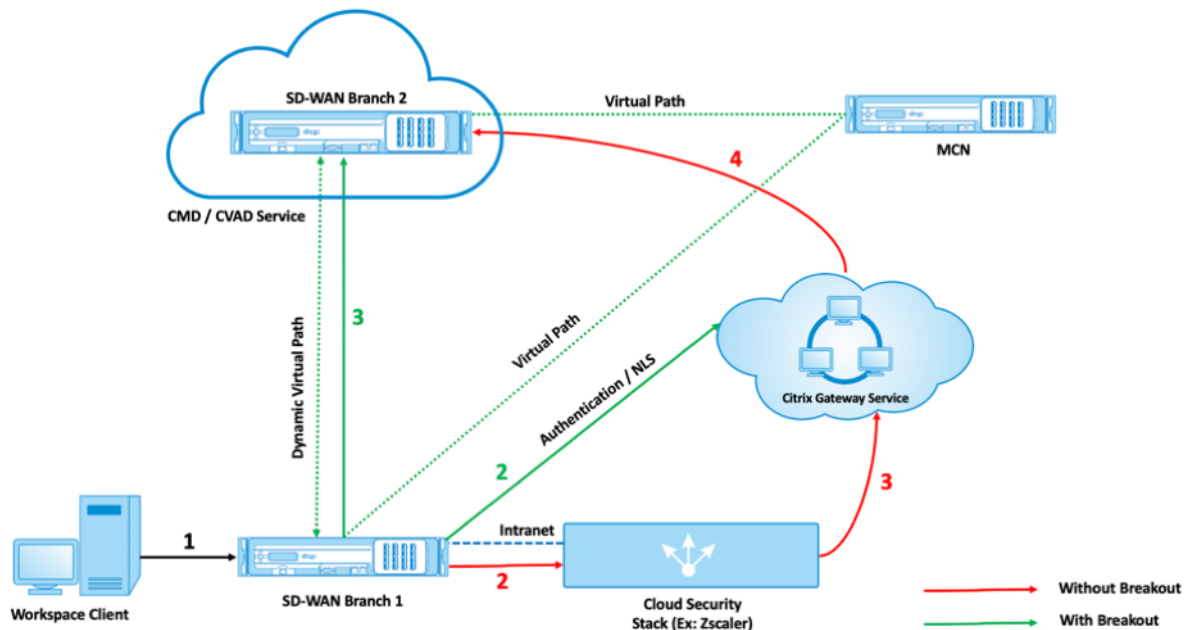 SD-WAN Branch 2
Virtual Path
MCN
4
CMD / CVAD Service
3
Dynamic Virtual Path
Virtual Path
Authentication / NLS
Citrix Gateway Service
2
3
1
Intranet
2
Workspace Client
SD-WAN Branch 1
Cloud Security
Stack (Ex: Zscaler)
Without Breakout
With Breakout